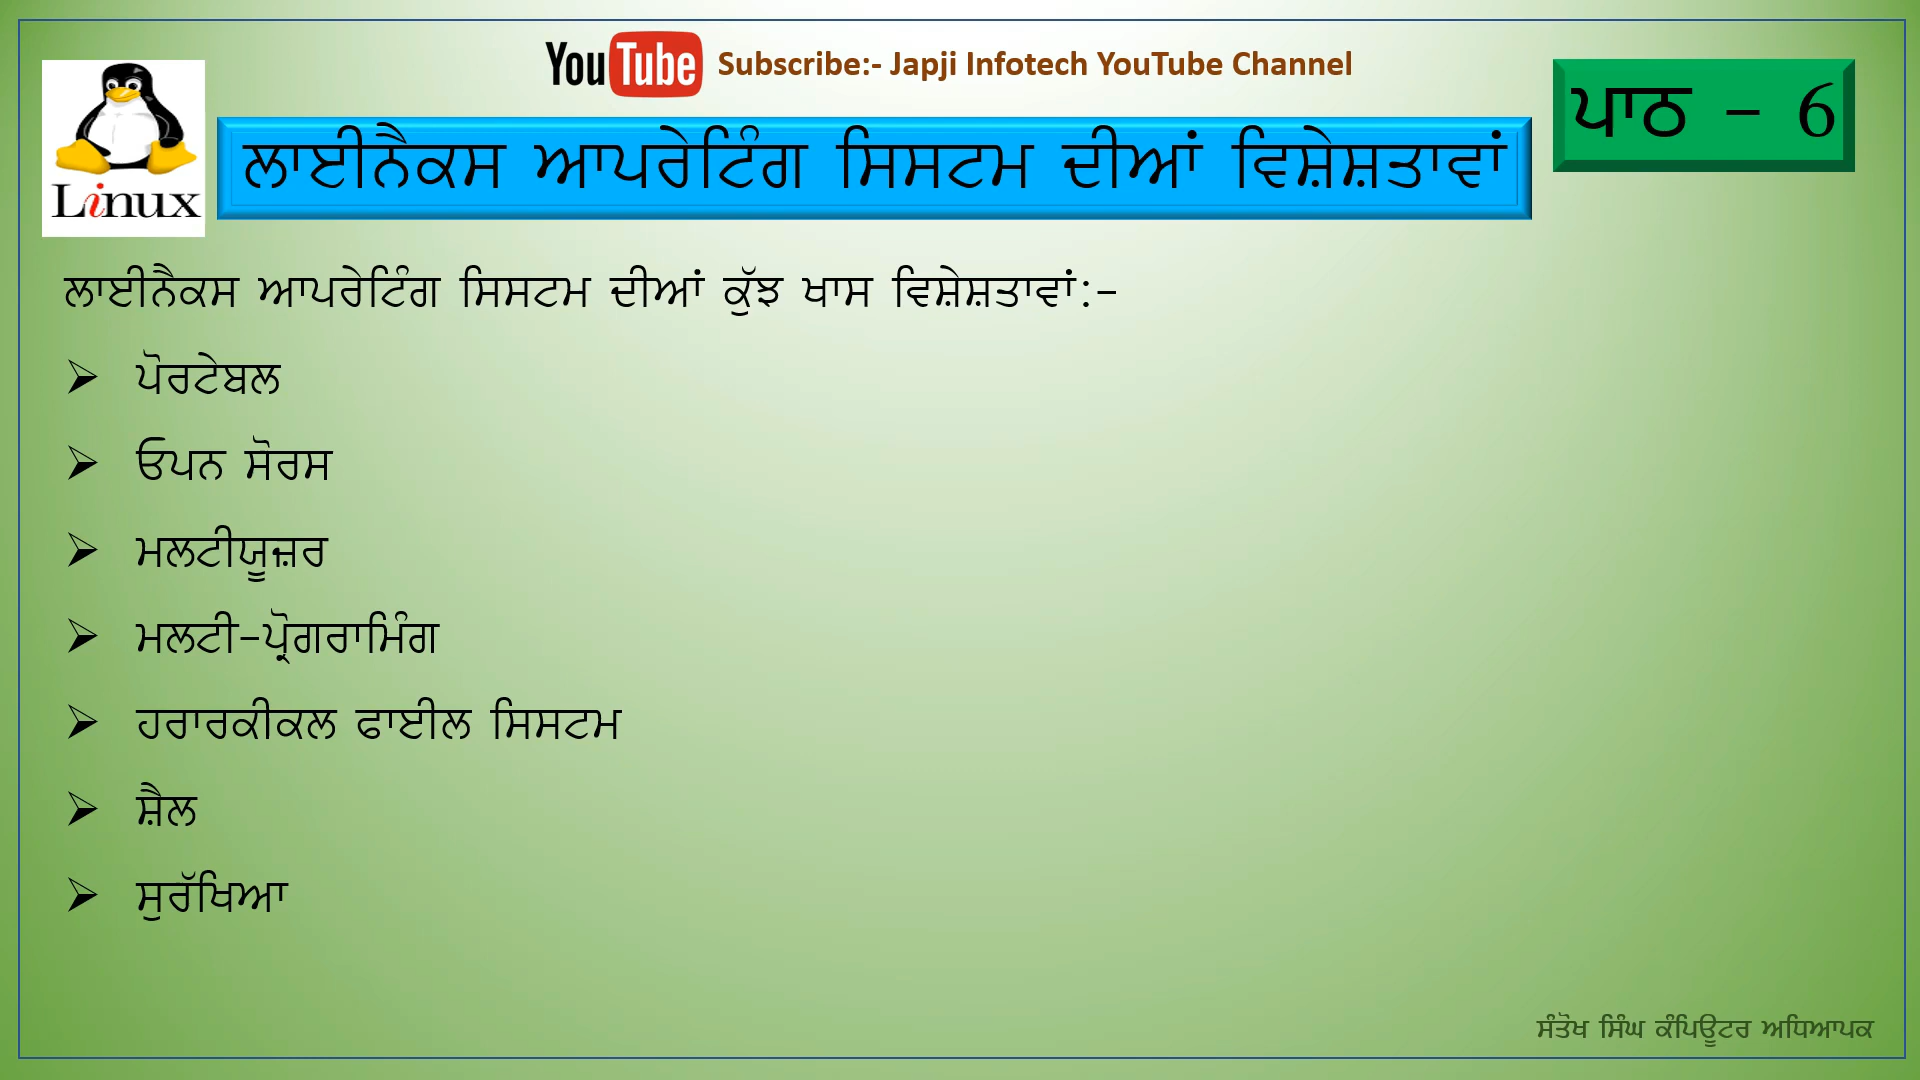 YouTube Subscribe:- Japji Infotech YouTube Channel
ਪਾਠ - 6
Linux
ਲਾਈਨੈਕਸ ਆਪਰੇਟਿੰਗ ਸਿਸਟਮ ਦੀਆਂ ਵਿਸ਼ੇਸ਼ਤਾਵਾਂ
ਲਾਈਨੈਕਸ ਆਪਰੇਟਿੰਗ ਸਿਸਟਮ ਦੀਆਂ ਕੁੱਝ ਖਾਸ ਵਿਸ਼ੇਸ਼ਤਾਵਾਂ:-
➢ ਪੋਰਟੇਬਲ
➢ ਓਪਨ ਸੋਰਸ
➢ ਮਲਟੀਯੂਜ਼ਰ
➢ ਮਲਟੀ-ਪ੍ਰੋਗਰਾਮਿੰਗ
➢ ਹਰਾਰਕੀਕਲ ਫਾਈਲ ਸਿਸਟਮ
➢ ਸ਼ੈਲ
➢ ਸੁਰੱਖਿਆ
ਸੰਤੋਖ ਸਿੰਘ ਕੰਪਿਊਟਰ ਅਧਿਆਪਕ